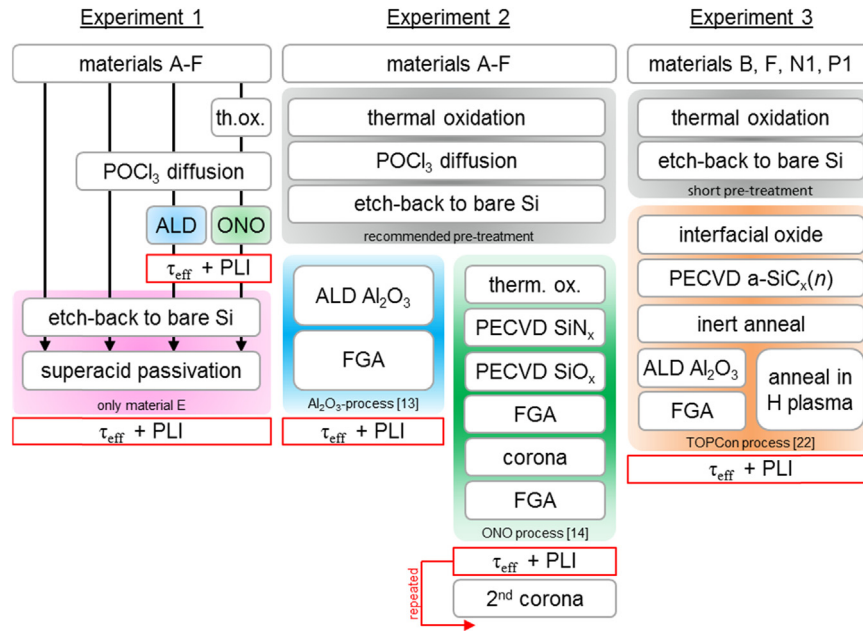 Experiment 1
materials A-F
th.ox.
POCl₃ diffusion
ALD
ONO
τeff + PLI
etch-back to bare Si
superacid passivation
only material E
τeff + PLI
Experiment 2
materials A-F
thermal oxidation
POCl₃ diffusion
etch-back to bare Si
recommended pre-treatment
ALD Al₂O₃
FGA
Al₂O₃-process [13]
τeff + PLI
therm. ox.
PECVD SiNₓ
PECVD SiOₓ
FGA
corona
FGA
ONO process [14]
τeff + PLI
repeated
2nd corona
Experiment 3
materials B, F, N1, P1
thermal oxidation
etch-back to bare Si
short pre-treatment
interfacial oxide
PECVD a-SiCₓ(n)
inert anneal
ALD Al₂O₃
FGA
anneal in
H plasma
TOPCon process [22]
τeff + PLI